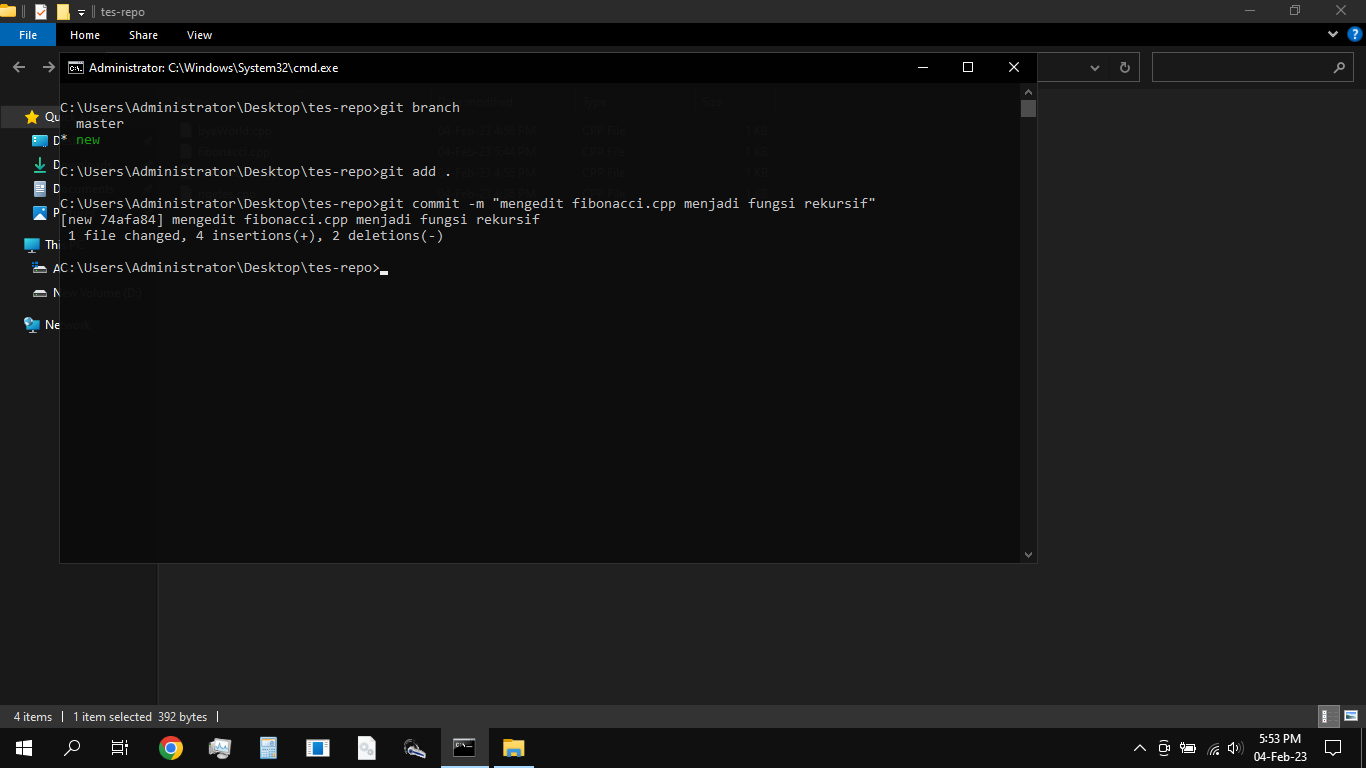 tes-repo
File Home Share View
Administrator: C:\Windows\System32\cmd.exe
C:\Users\Administrator\Desktop\tes-repo>git branch
master
* new
C:\Users\Administrator\Desktop\tes-repo>git add .
C:\Users\Administrator\Desktop\tes-repo>git commit -m "mengedit fibonacci.cpp menjadi fungsi rekursif"
[new 74afa84] mengedit fibonacci.cpp menjadi fungsi rekursif
1 file changed, 4 insertions(+), 2 deletions(-)
C:\Users\Administrator\Desktop\tes-repo>
New Volume (D:)
Network
4 items 1 item selected 392 bytes
5:53 PM
04-Feb-23